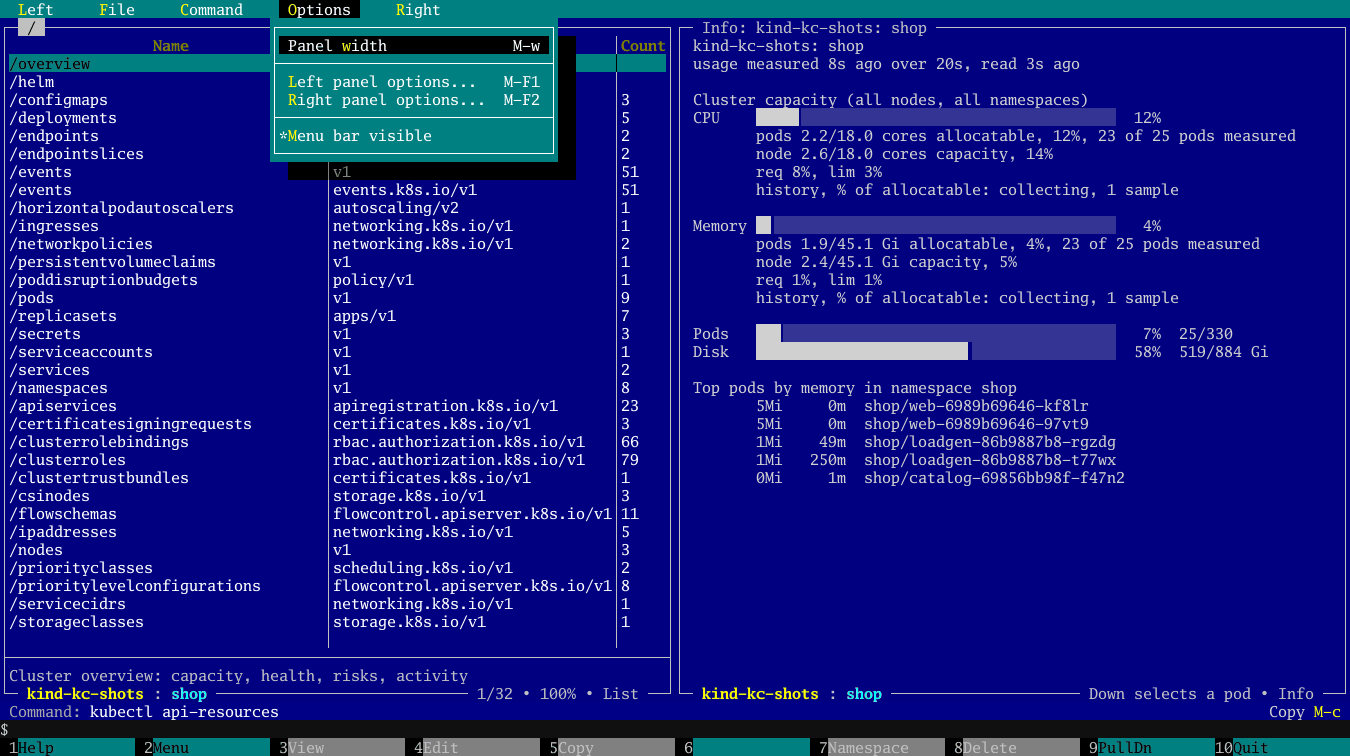 Left File Command Options Right
/
Name Count
Panel width M-w
Left panel options... M-F1
Right panel options... M-F2
*Menu bar visible
/overview
/helm
/configmaps 3
/deployments 5
/endpoints 2
/endpointslices 2
/events v1 51
/events events.k8s.io/v1 51
/horizontalpodautoscalers autoscaling/v2 1
/ingresses networking.k8s.io/v1 1
/networkpolicies networking.k8s.io/v1 2
/persistentvolumeclaims v1 1
/poddisruptionbudgets policy/v1 1
/pods v1 9
/replicasets apps/v1 7
/secrets v1 3
/serviceaccounts v1 1
/services v1 2
/namespaces v1 8
/apiservices apiregistration.k8s.io/v1 23
/certificatesigningrequests certificates.k8s.io/v1 3
/clusterrolebindings rbac.authorization.k8s.io/v1 66
/clusterroles rbac.authorization.k8s.io/v1 79
/clustertrustbundles certificates.k8s.io/v1 1
/csinodes storage.k8s.io/v1 3
/flowschemas flowcontrol.apiserver.k8s.io/v1 11
/ipaddresses networking.k8s.io/v1 5
/nodes v1 3
/priorityclasses scheduling.k8s.io/v1 2
/prioritylevelconfigurations flowcontrol.apiserver.k8s.io/v1 8
/servicecidrs networking.k8s.io/v1 1
/storageclasses storage.k8s.io/v1 1
Cluster overview: capacity, health, risks, activity
kind-kc-shots : shop 1/32 • 100% • List
Info: kind-kc-shots: shop
kind-kc-shots: shop
usage measured 8s ago over 20s, read 3s ago
Cluster capacity (all nodes, all namespaces)
CPU 12%
pods 2.2/18.0 cores allocatable, 12%, 23 of 25 pods measured
node 2.6/18.0 cores capacity, 14%
req 8%, lim 3%
history, % of allocatable: collecting, 1 sample
Memory 4%
pods 1.9/45.1 Gi allocatable, 4%, 23 of 25 pods measured
node 2.4/45.1 Gi capacity, 5%
req 1%, lim 1%
history, % of allocatable: collecting, 1 sample
Pods 7% 25/330
Disk 58% 519/884 Gi
Top pods by memory in namespace shop
5Mi 0m shop/web-6989b69646-kf8lr
5Mi 0m shop/web-6989b69646-97vt9
1Mi 49m shop/loadgen-86b9887b8-rgzdg
1Mi 250m shop/loadgen-86b9887b8-t77wx
0Mi 1m shop/catalog-69856bb98f-f47n2
kind-kc-shots : shop Down selects a pod • Info
Command: kubectl api-resources Copy M-c
$
1Help 2Menu 3View 4Edit 5Copy 6 7Namespace 8Delete 9PullDn 10Quit